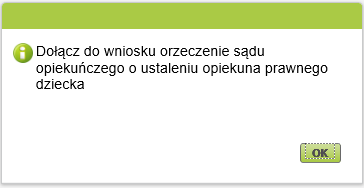 Dołącz do wniosku orzeczenie sądu
opiekuńczego o ustaleniu opiekuna prawnego
dziecka
OK